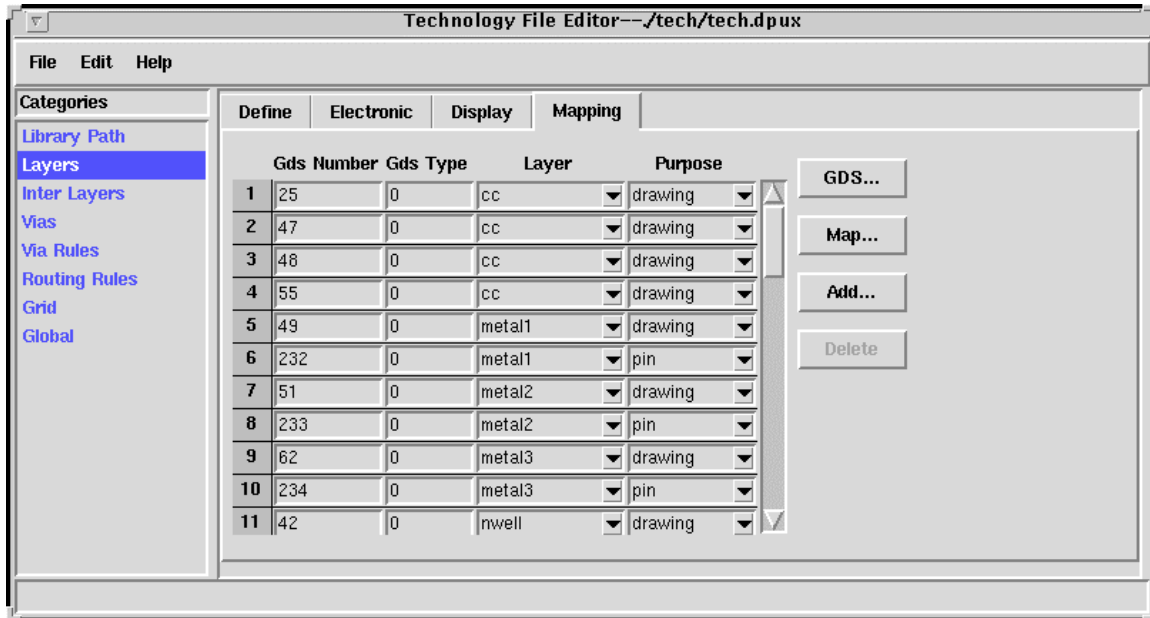 Technology File Editor--./tech/tech.dpux
File Edit Help
Categories
Library Path
Layers
Inter Layers
Vias
Via Rules
Routing Rules
Grid
Global
Define Electronic Display Mapping
Gds Number Gds Type Layer Purpose
1 25 0 cc drawing
2 47 0 cc drawing
3 48 0 cc drawing
4 55 0 cc drawing
5 49 0 metal1 drawing
6 232 0 metal1 pin
7 51 0 metal2 drawing
8 233 0 metal2 pin
9 62 0 metal3 drawing
10 234 0 metal3 pin
11 42 0 nwell drawing
GDS...
Map...
Add...
Delete